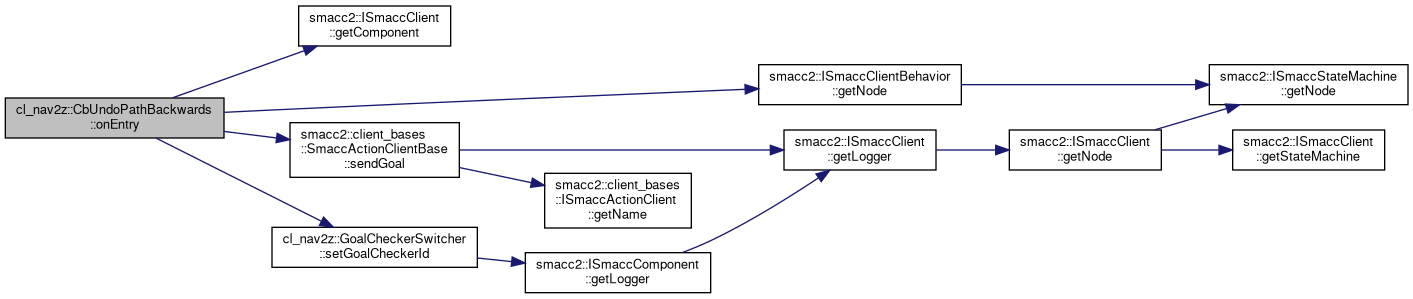 smacc2::ISmaccClient
::getComponent
cl_nav2z::CbUndoPathBackwards
::onEntry
smacc2::ISmaccClientBehavior
::getNode
smacc2::ISmaccStateMachine
::getNode
smacc2::client_bases
::SmaccActionClientBase
::sendGoal
smacc2::ISmaccClient
::getLogger
smacc2::ISmaccClient
::getNode
smacc2::ISmaccClient
::getStateMachine
smacc2::client_bases
::ISmaccActionClient
::getName
cl_nav2z::GoalCheckerSwitcher
::setGoalCheckerId
smacc2::ISmaccComponent
::getLogger